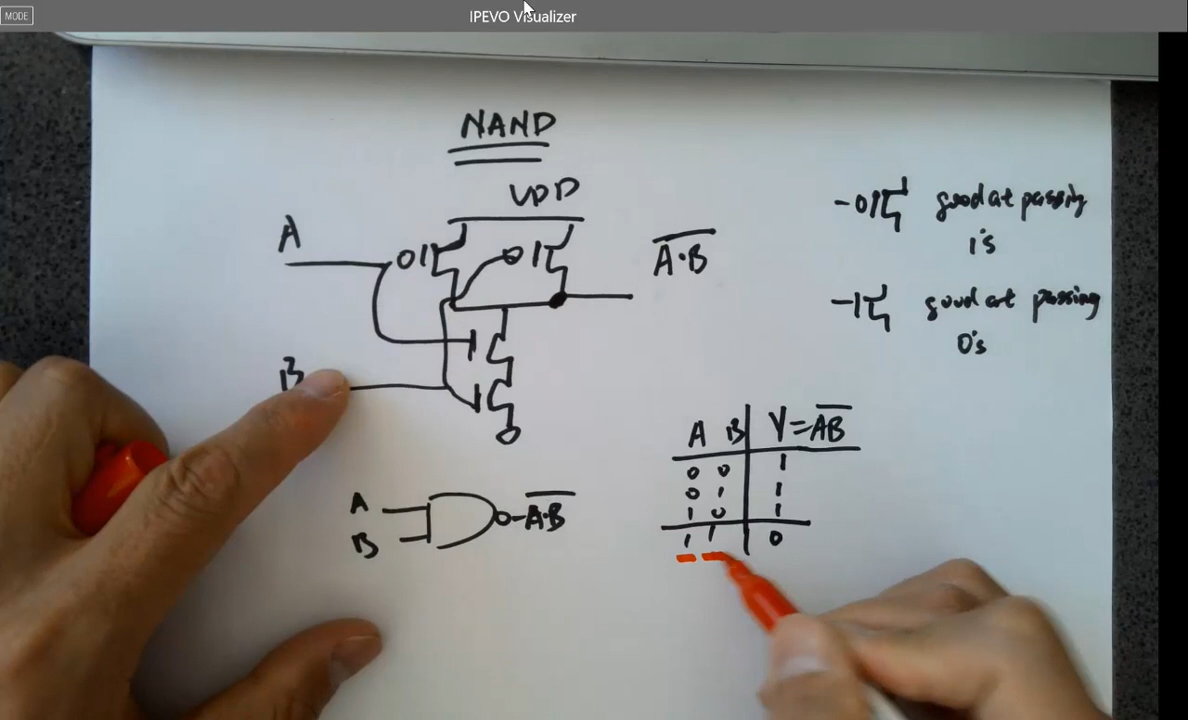 MODE
IPEVO Visualizer
NAND
VDD
A
A·B
B
good at passing
1's
good at passing
0's
A B Y=AB
0 0 1
0 1 1
1 0 1
1 1 0
A
B
A·B